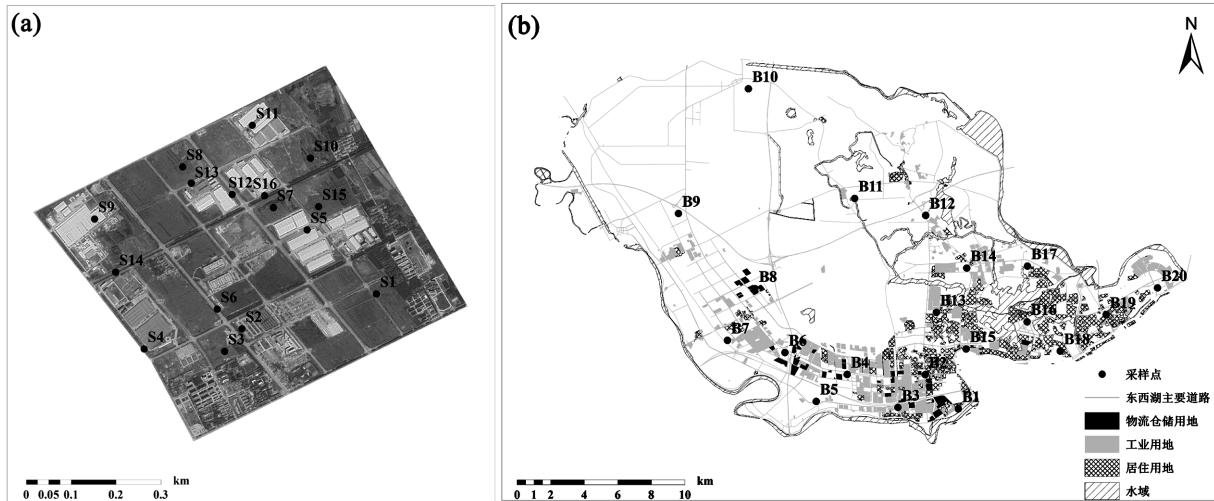 (a)
S11
S8
S10
S13
S12
S16
S7
S15
S9
S5
S14
S1
S6
S2
S3
S4
km
0 0.05 0.1 0.2 0.3
(b)
N
B10
B11
B9
B12
B14
B17
B8
B20
B13
B19
B16
B7
B15
B6
B18
B4
B2
B5
B3
B1
采样点
东西湖主要道路
物流仓储用地
工业用地
居住用地
水域
km
0 1 2 4 6 8 10